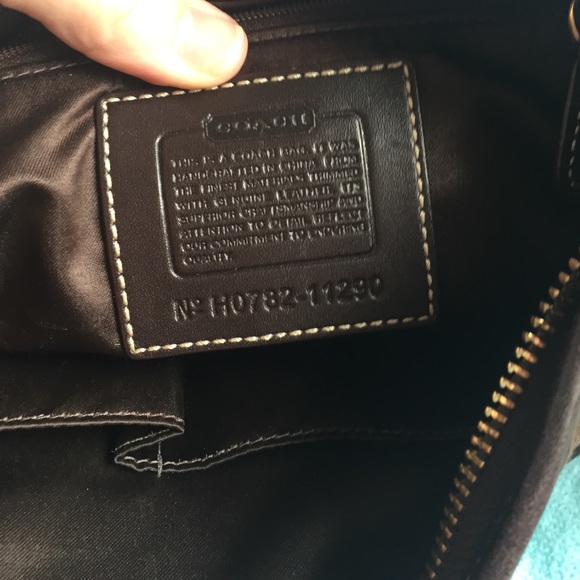 COACH
THIS IS A COACH BAG. IT WAS
HANDCRAFTED IN CHINA FROM
THE FINEST MATERIALS TRIMMED
WITH GENUINE LEATHER. ITS
SUPERIOR CRAFTSMANSHIP AND
ATTENTION TO DETAIL REFLECT
OUR COMMITMENT TO ENDURING
QUALITY.
Nº H0782-11290